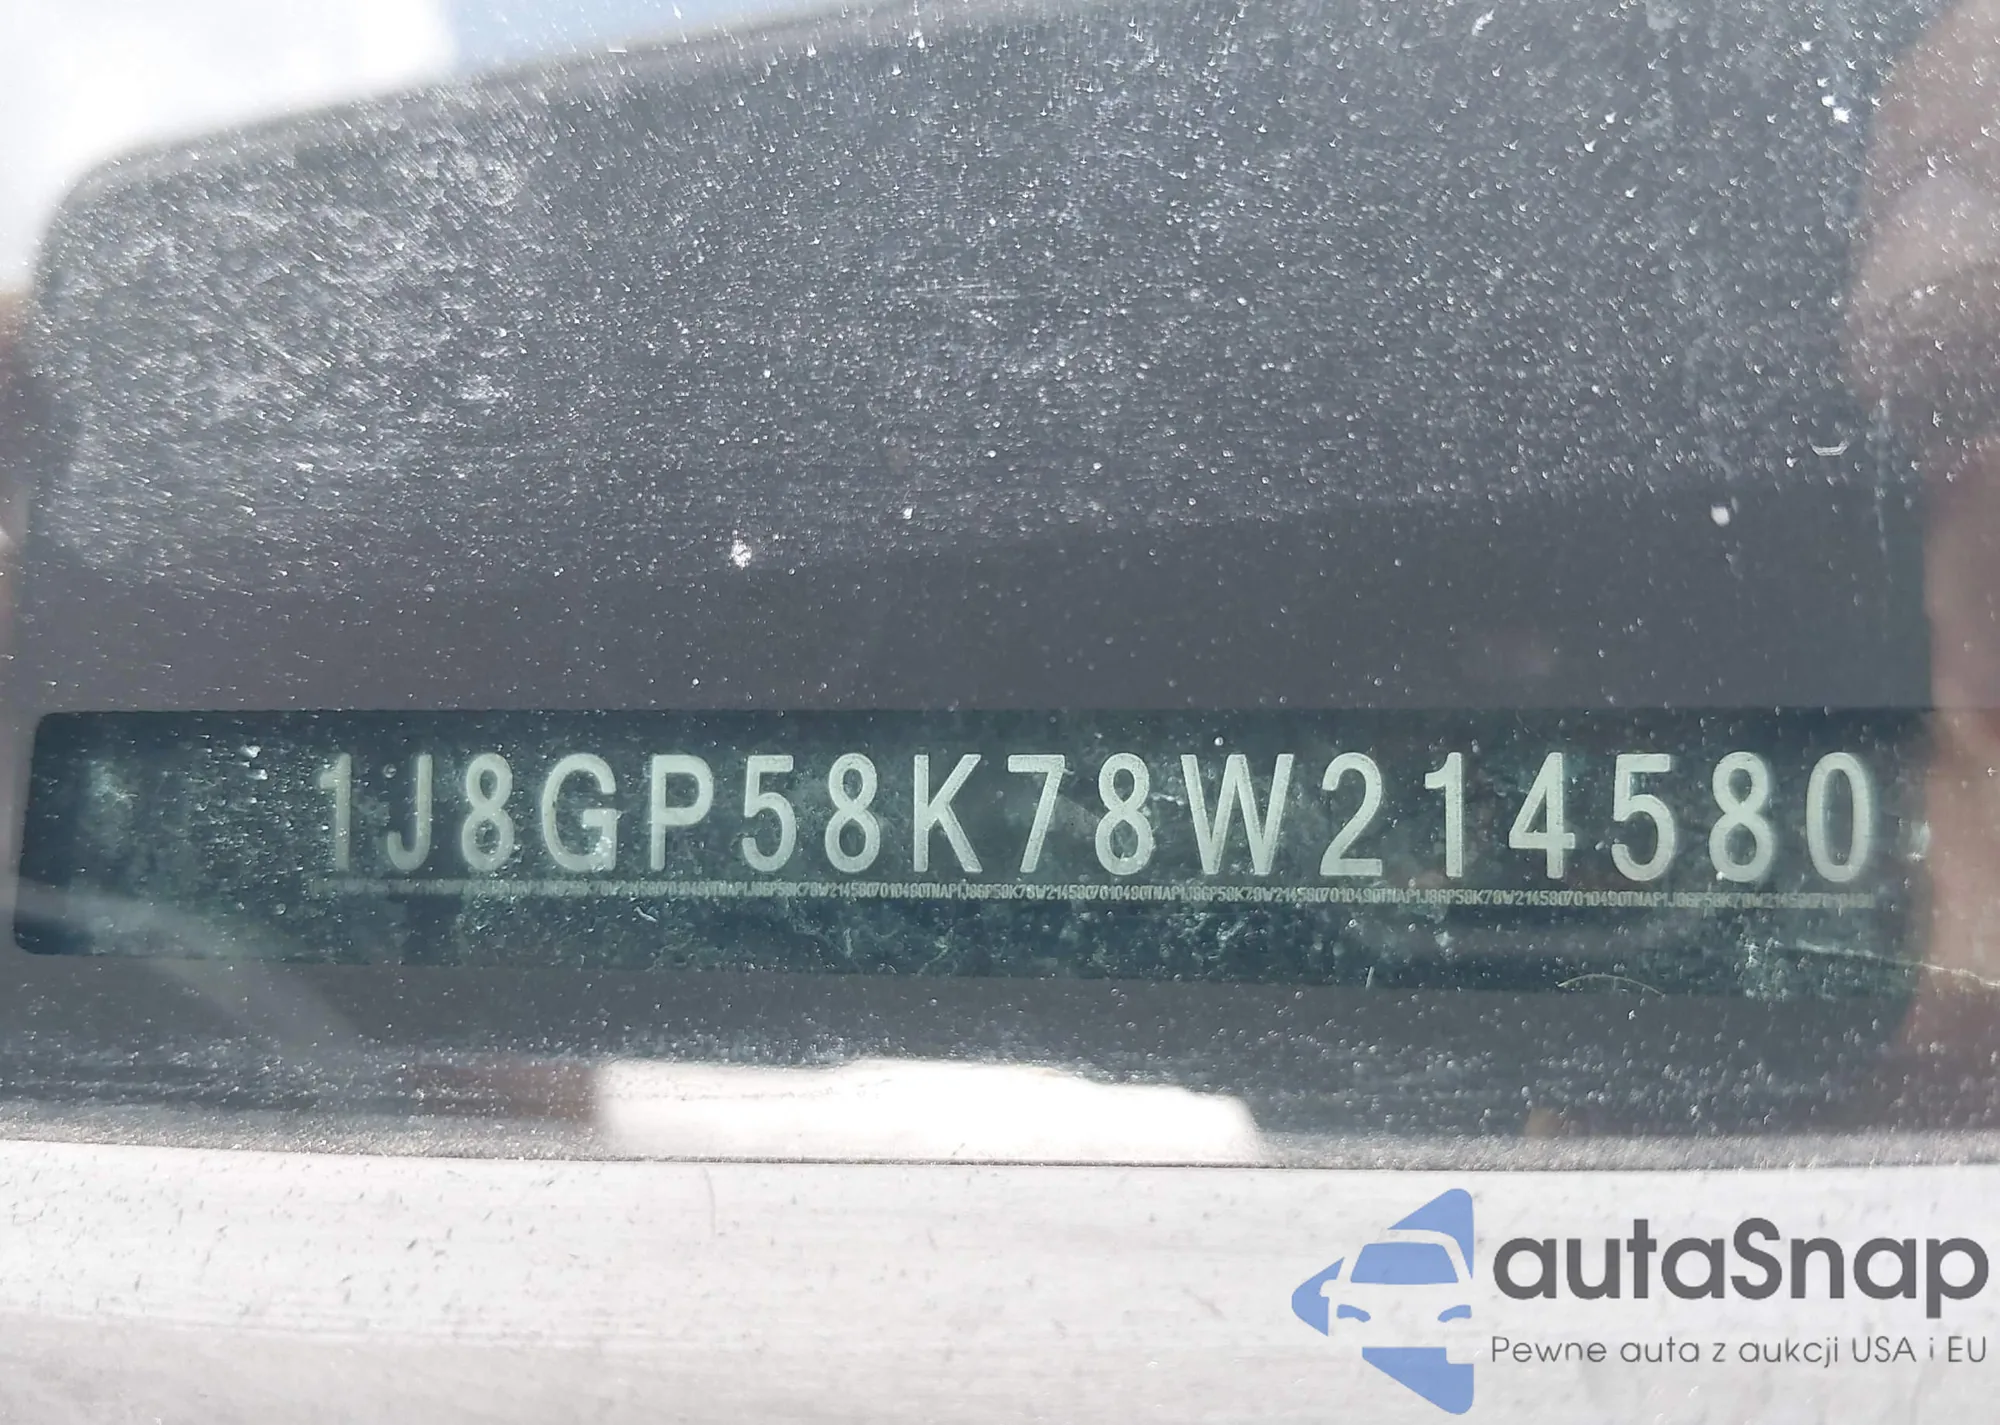 1J8GP58K78W214580
autaSnap
Pewne auta z aukcji USA i EU